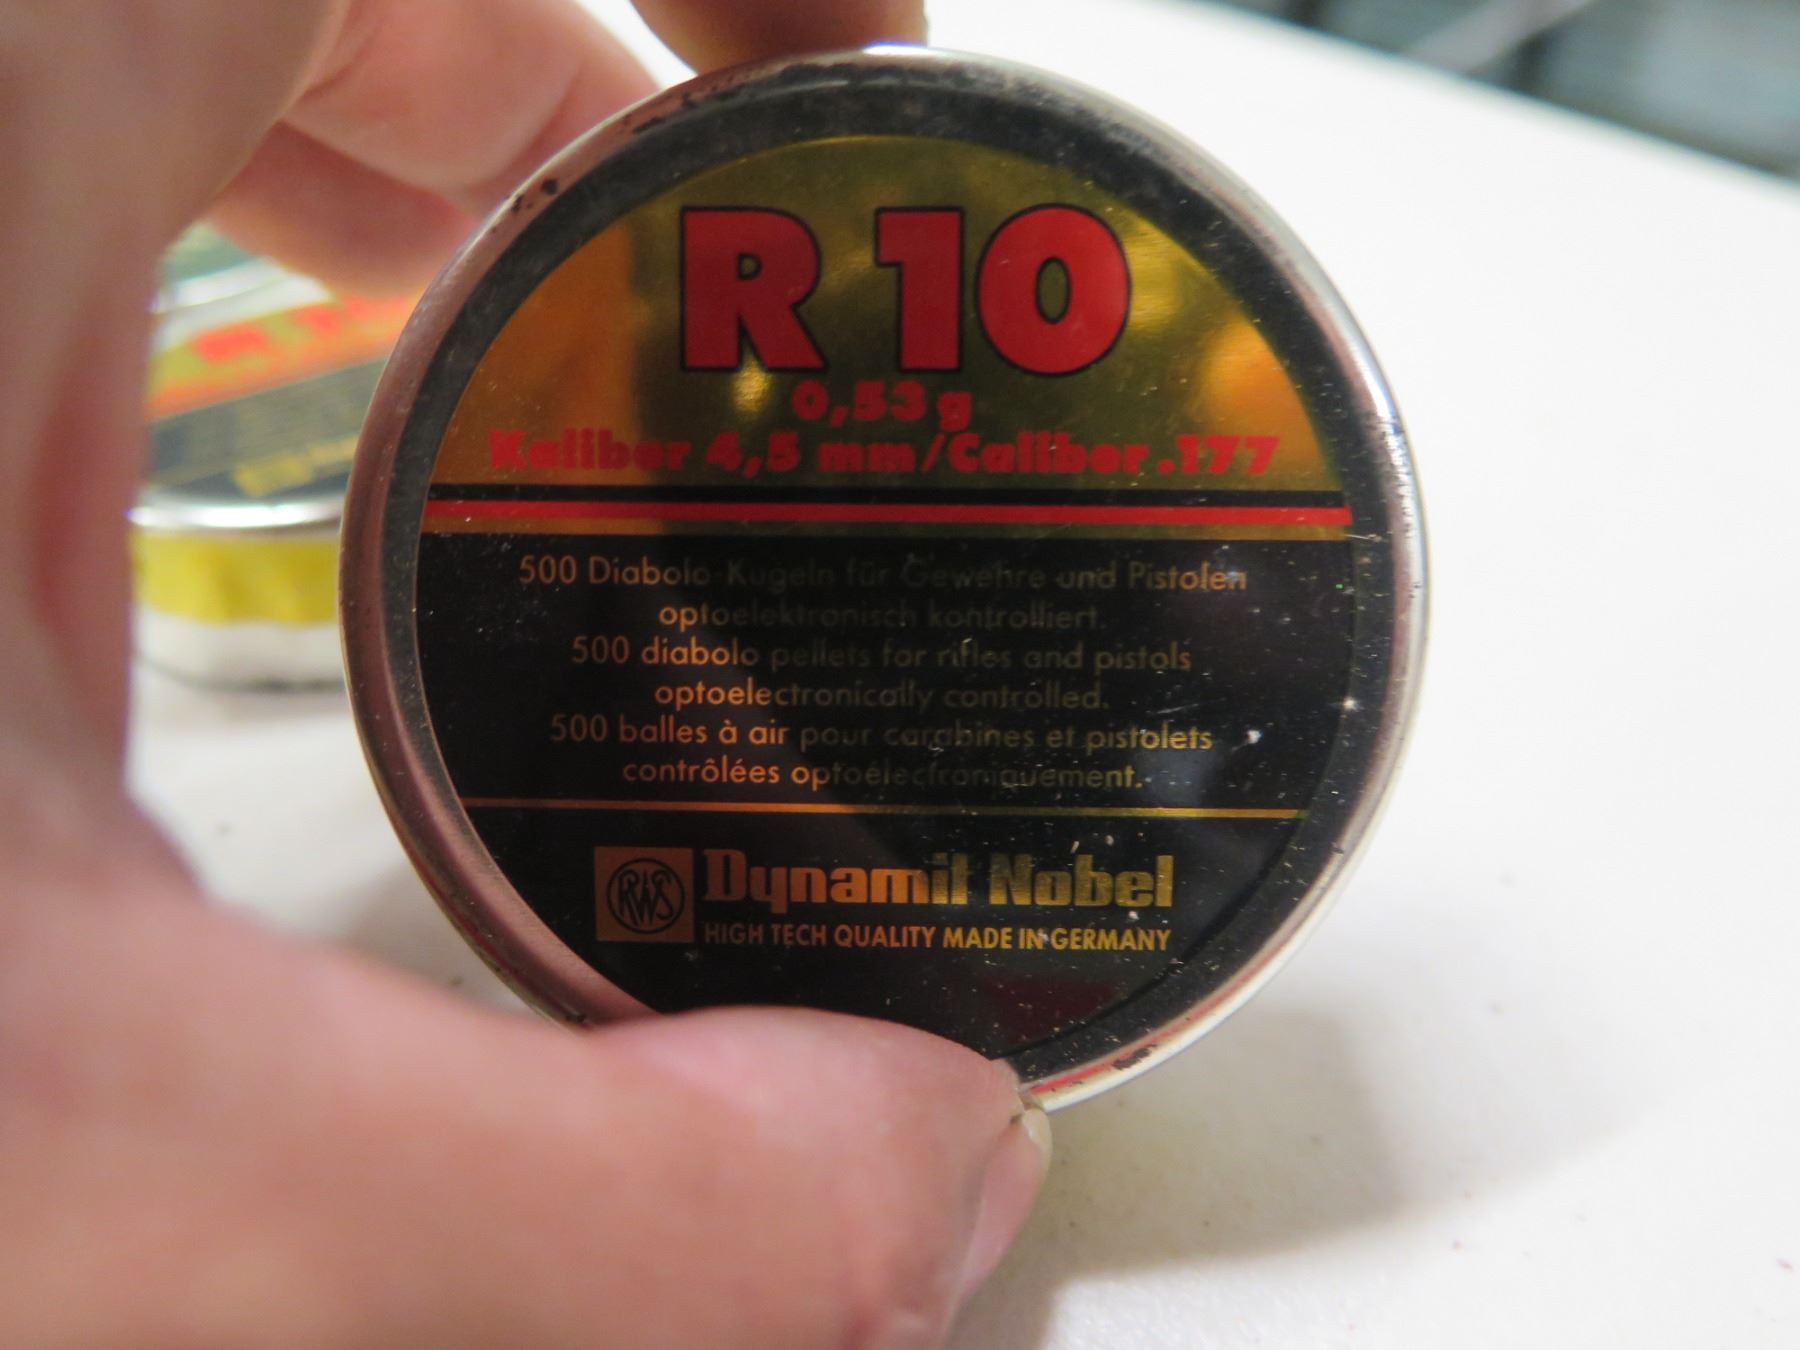 R 10
0,53 g
Kaliber 4,5 mm/Caliber .177
500 Diabolo-Kugeln für Gewehre und Pistolen
optoelektronisch kontrolliert.
500 diabolo pellets for rifles and pistols
optoelectronically controlled.
500 balles à air pour carabines et pistolets
contrôlées optoélectroniquement.
RWS Dynamit Nobel
HIGH TECH QUALITY MADE IN GERMANY